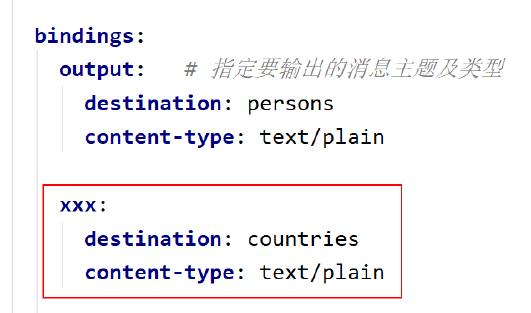 bindings:
output: # 指定要输出的消息主题及类型
destination: persons
content-type: text/plain
xxx:
destination: countries
content-type: text/plain